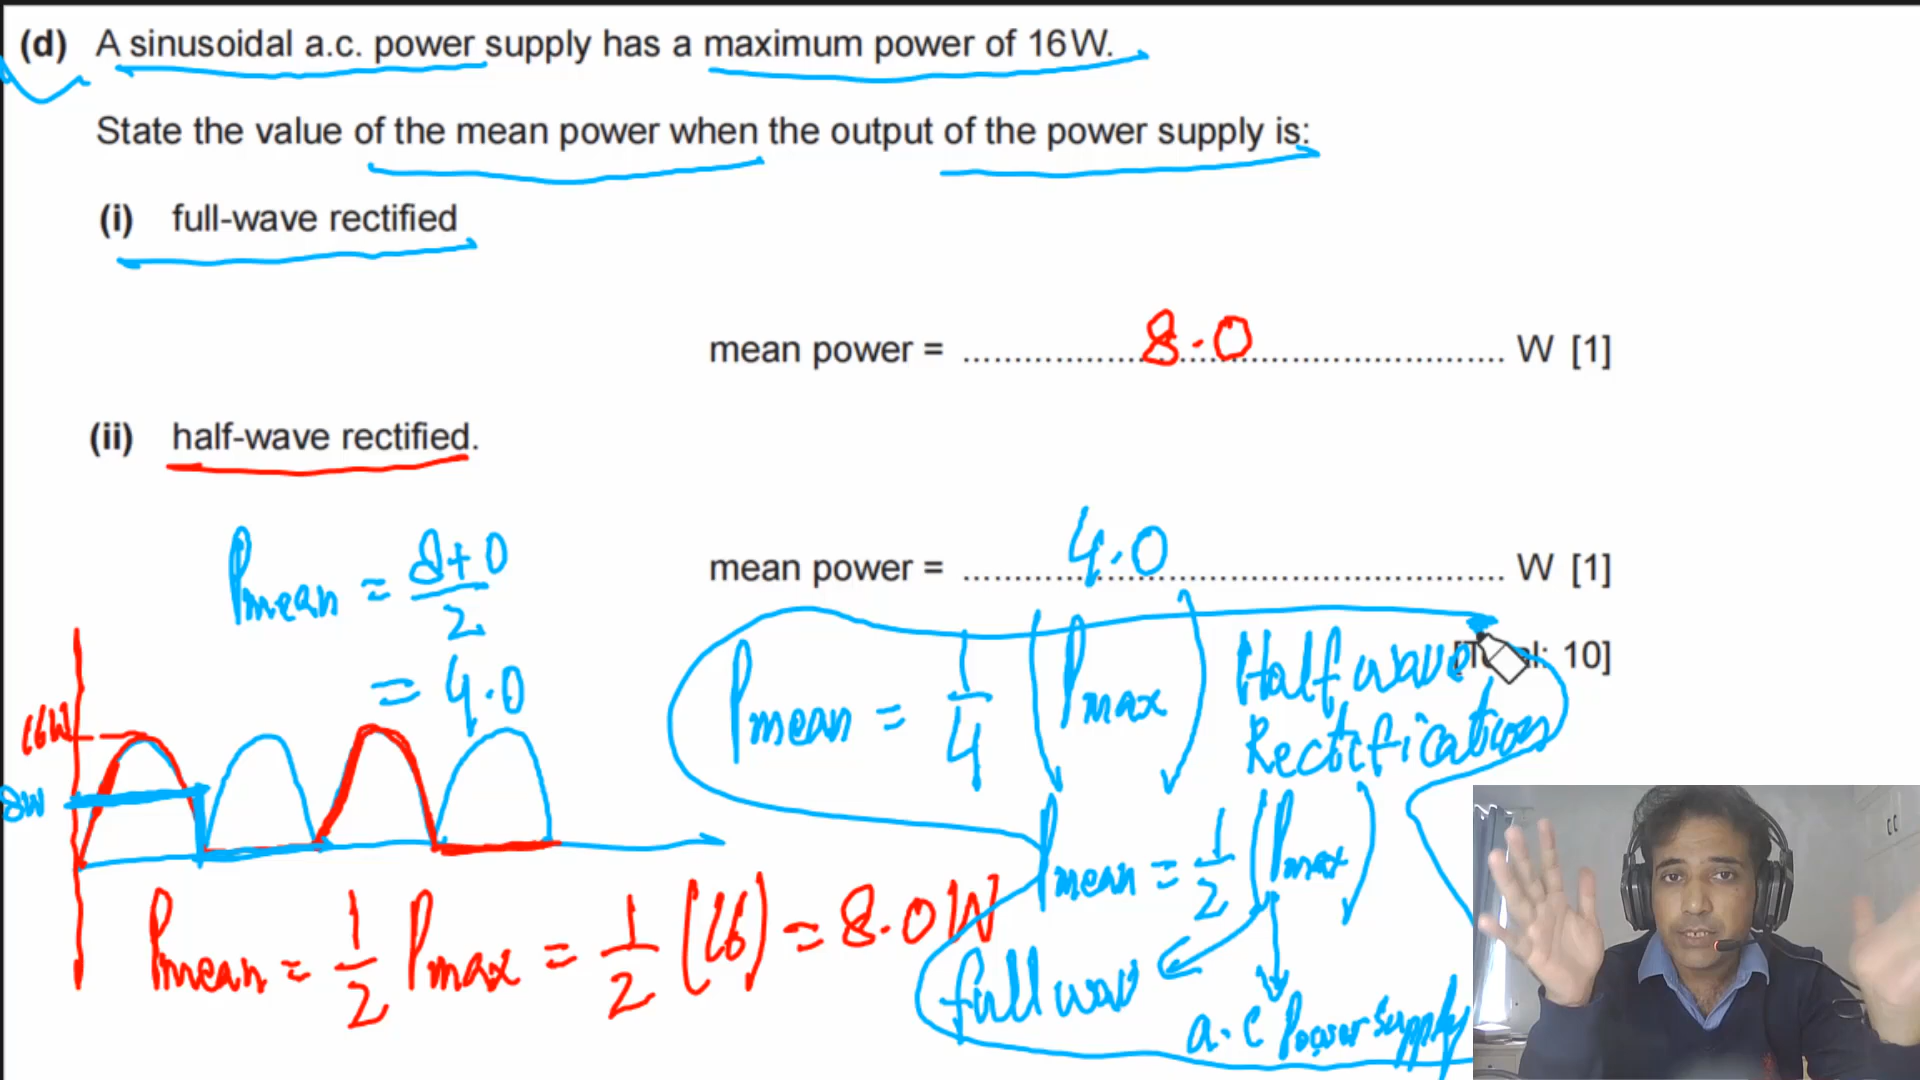 (d) A sinusoidal a.c. power supply has a maximum power of 16 W.
State the value of the mean power when the output of the power supply is:
(i) full-wave rectified
mean power = .......... 8.0 .......... W [1]
(ii) half-wave rectified.
mean power = .......... 4.0 .......... W [1]
10]
Pmean = 8+0/2
= 4.0
16W
8W
Pmean = 1/4 (Pmax) Half wave
Rectification
Pmean = 1/2 (Pmax)
full wav
a.c Power supply
Pmean = 1/2 Pmax = 1/2 (16) = 8.0 W